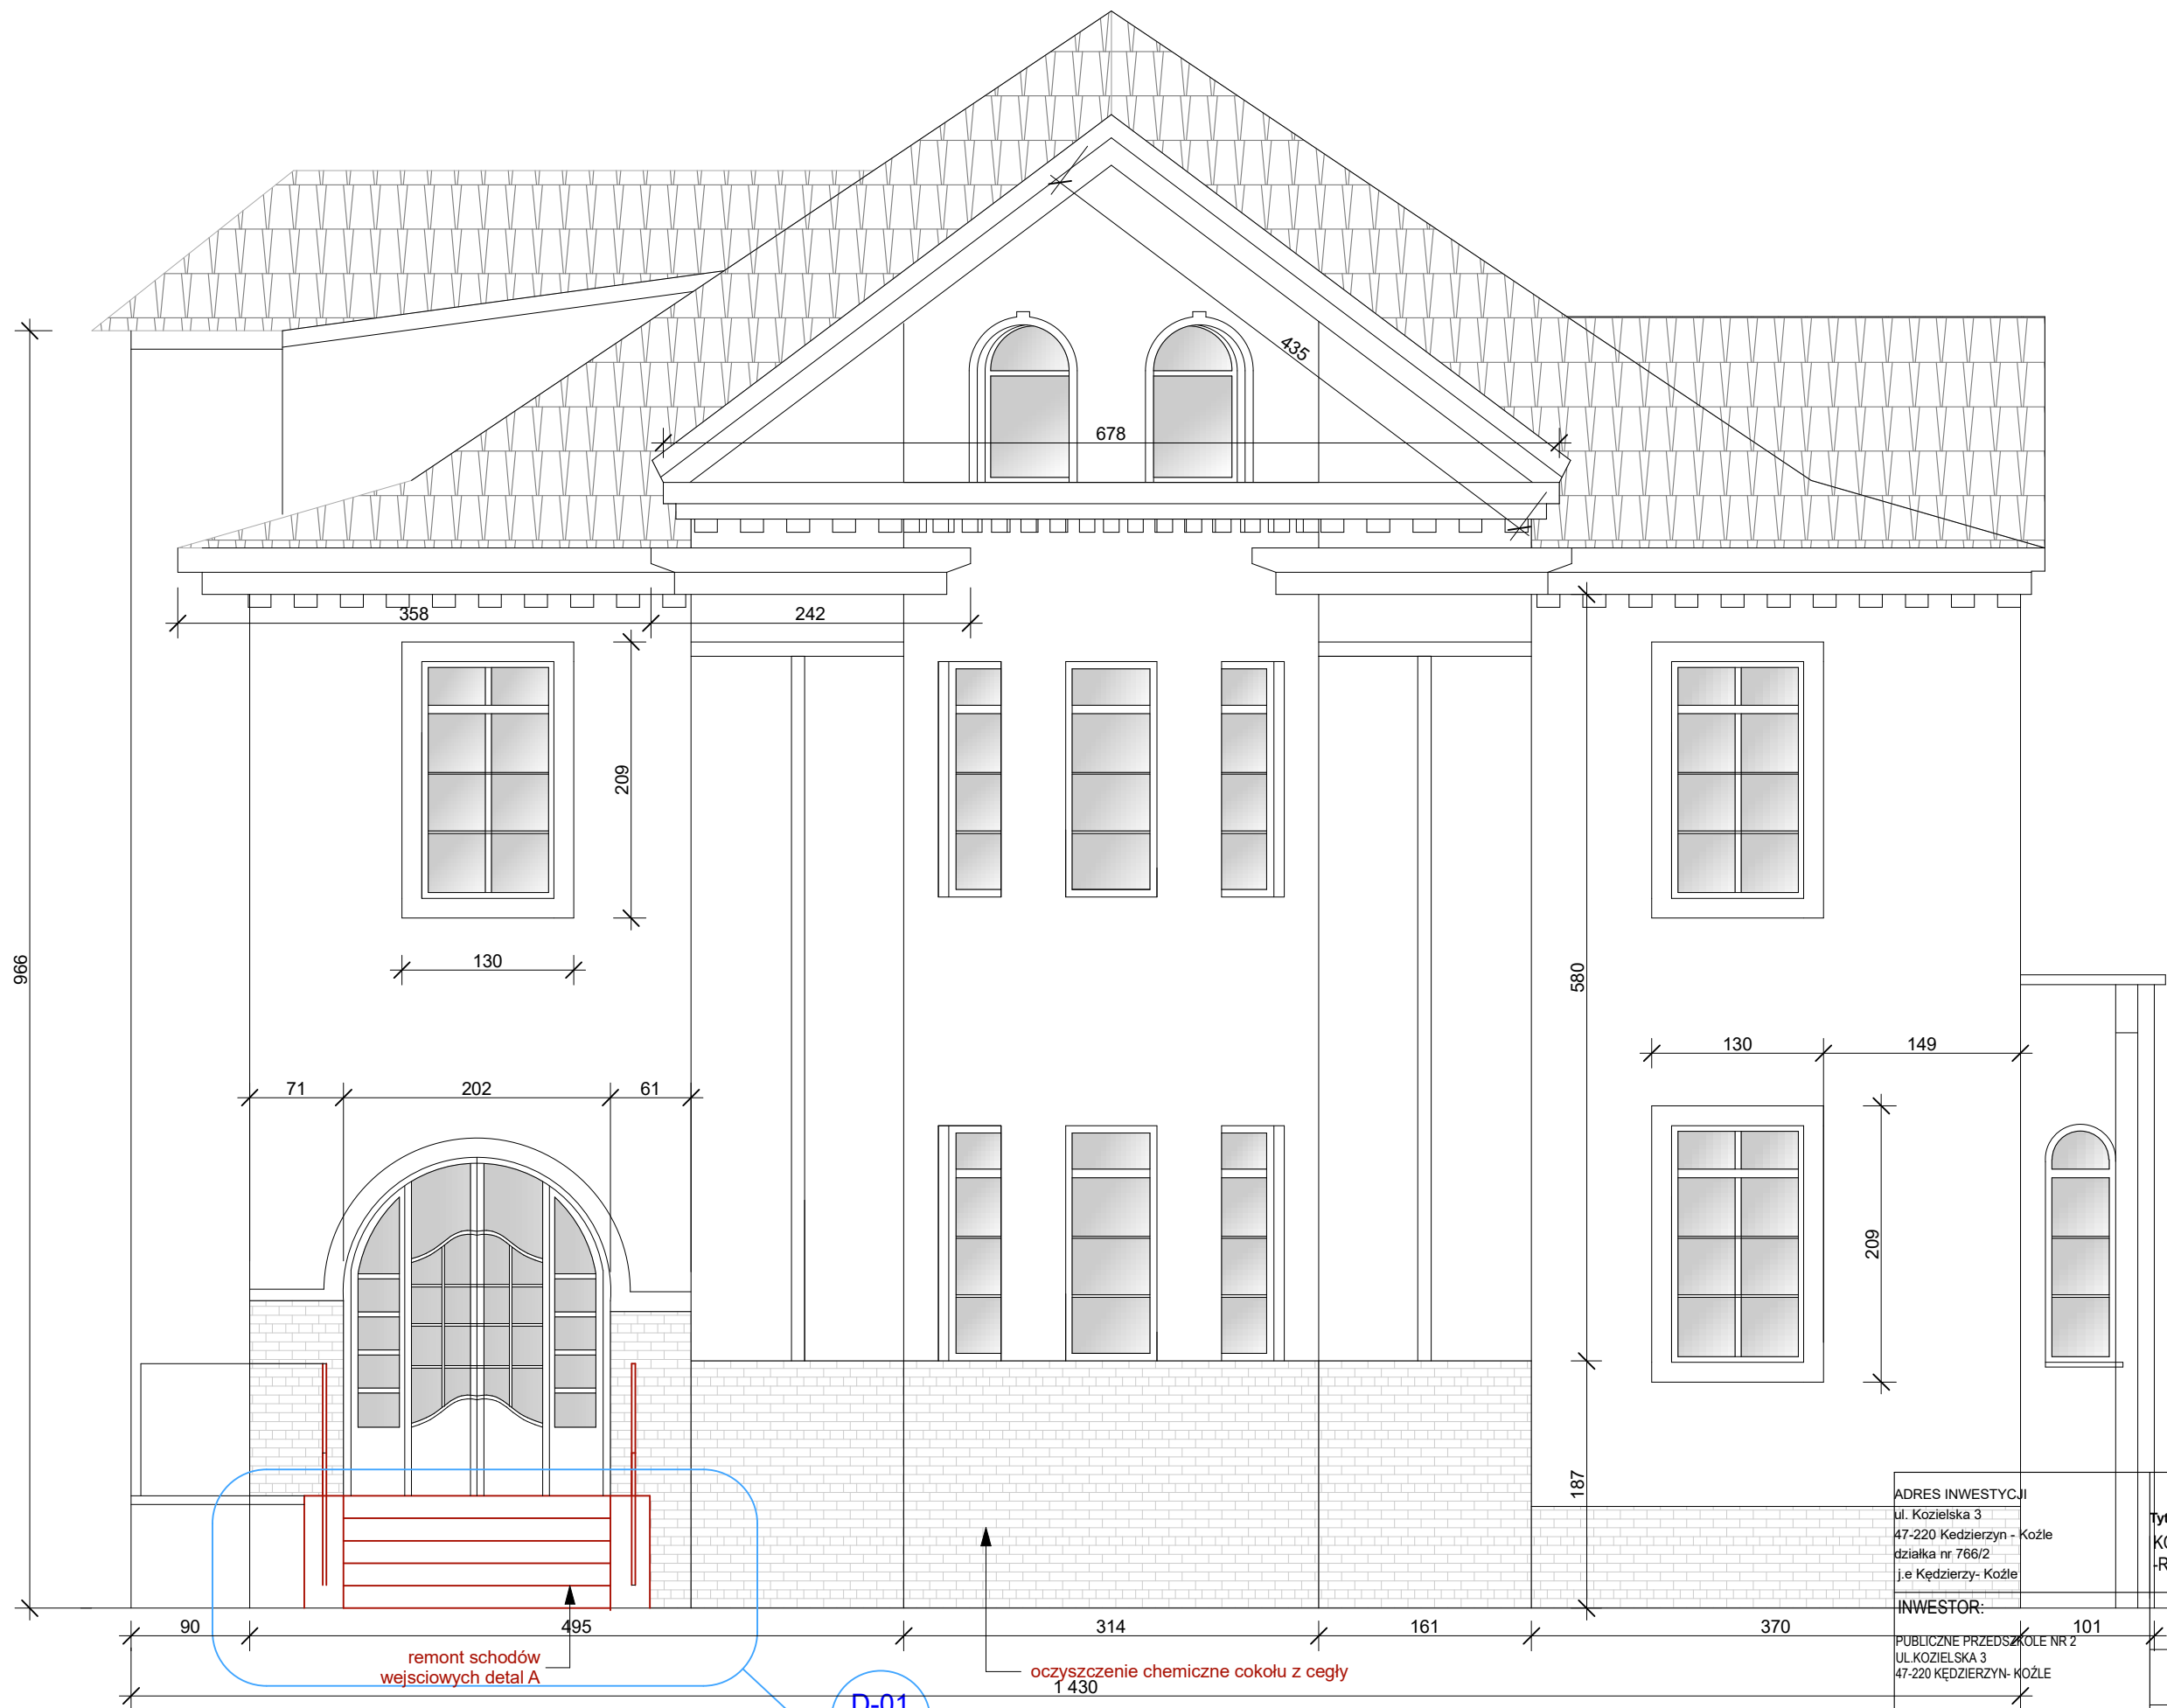 435
678
358
242
209
966
130
580
130
149
71
202
61
209
187
ADRES INWESTYCJI
ul. Kozielska 3
47-220 Kedzierzyn - Koźle
działka nr 766/2
j.e Kędzierzy- Koźle
INWESTOR:
PUBLICZNE PRZEDSZKOLE NR 2
UL.KOZIELSKA 3
47-220 KĘDZIERZYN- KOŹLE
90
495
314
161
370
101
remont schodów
wejsciowych detal A
oczyszczenie chemiczne cokołu z cegły
1 430
D-01